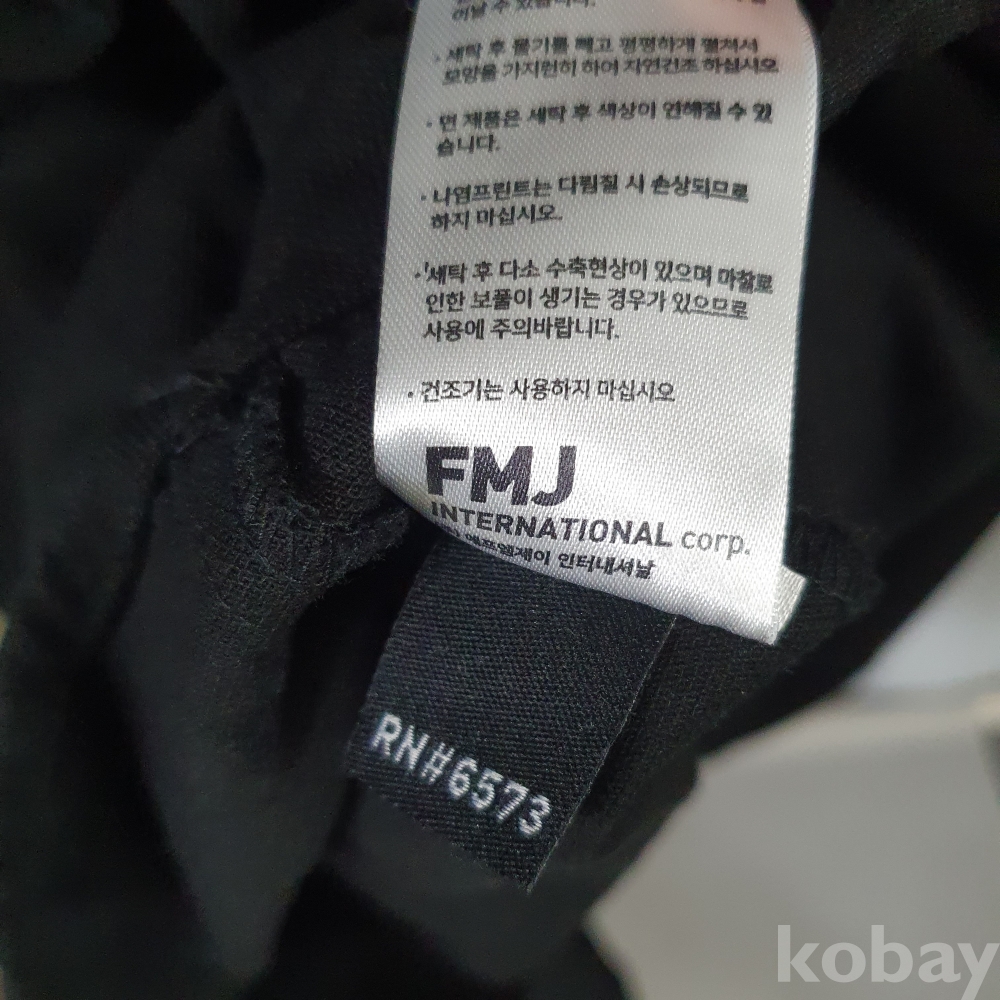 수 있습니다.
· 세탁 후 물기를 빼고 평평하게 펼쳐서
모양을 가지런히 하여 자연건조 하십시오
· 면 제품은 세탁 후 색상이 연해질 수 있
습니다.
· 나염프린트는 다림질 시 손상되므로
하지 마십시오.
· 세탁 후 다소 수축현상이 있으며 마찰로
인한 보풀이 생기는 경우가 있으므로
사용에 주의바랍니다.
· 건조기는 사용하지 마십시오
FMJ
INTERNATIONAL corp.
에프엠제이 인터내셔날
RN#6573
kobay